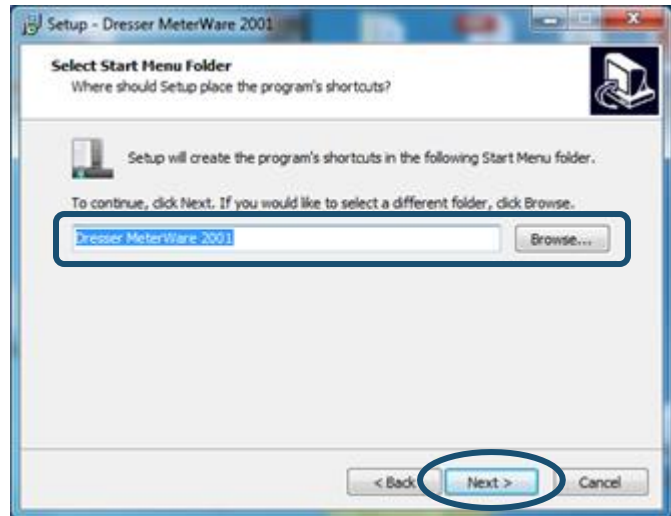 Setup - Dresser MeterWare 2001
Select Start Menu Folder
Where should Setup place the program's shortcuts?
Setup will create the program's shortcuts in the following Start Menu folder.
To continue, click Next. If you would like to select a different folder, click Browse.
Dresser MeterWare 2001
Browse...
< Back
Next >
Cancel